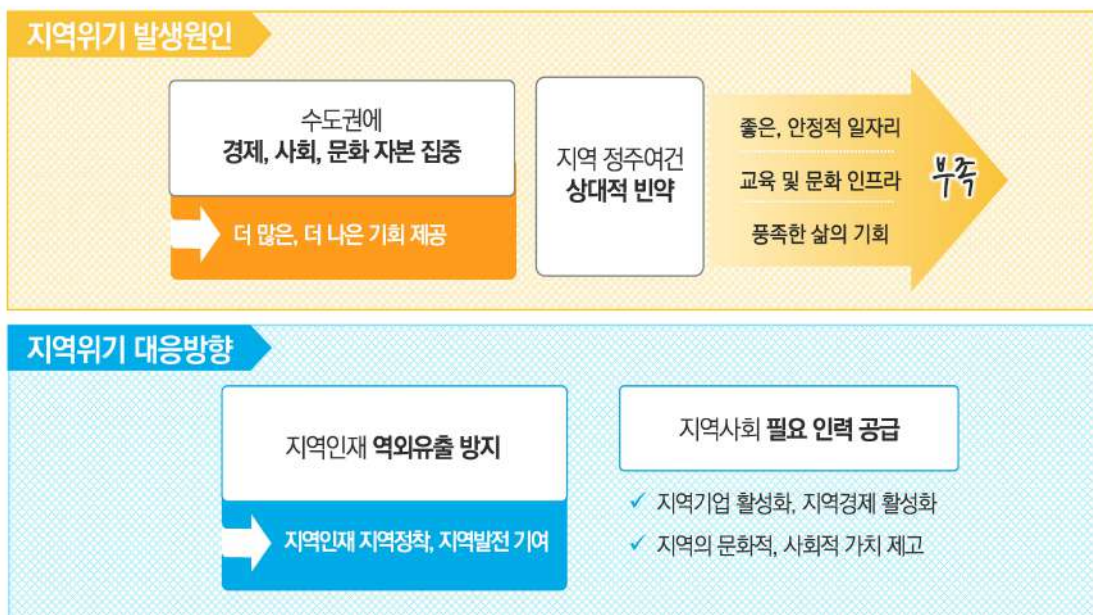 지역위기 발생원인
수도권에
경제, 사회, 문화 자본 집중
더 많은, 더 나은 기회 제공
지역 정주여건
상대적 빈약
좋은, 안정적 일자리
교육 및 문화 인프라
풍족한 삶의 기회
부족
지역위기 대응방향
지역인재 역외유출 방지
지역인재 지역정착, 지역발전 기여
지역사회 필요 인력 공급
✓ 지역기업 활성화, 지역경제 활성화
✓ 지역의 문화적, 사회적 가치 제고